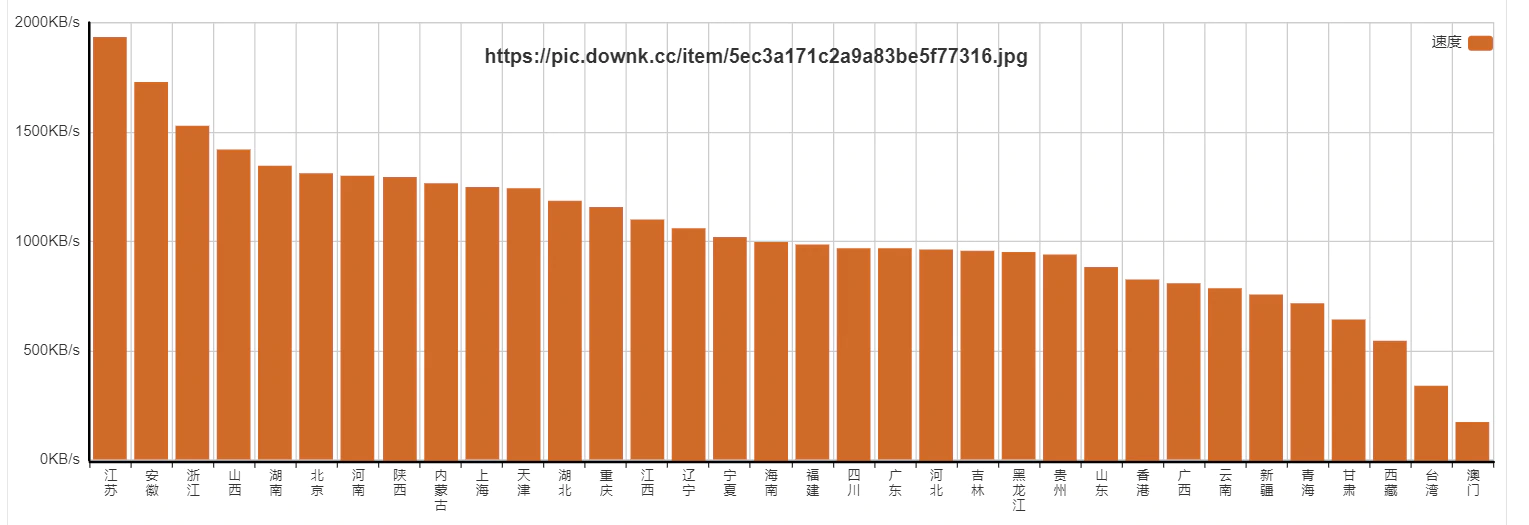 2000KB/s
https://pic.downk.cc/item/5ec3a171c2a9a83be5f77316.jpg
速度
1500KB/s
1000KB/s
500KB/s
0KB/s
江苏
安徽
浙江
山西
湖南
北京
河南
陕西
内蒙古
上海
天津
湖北
重庆
江西
辽宁
宁夏
海南
福建
四川
广东
河北
吉林
黑龙江
贵州
山东
香港
广西
云南
新疆
青海
甘肃
西藏
台湾
澳门